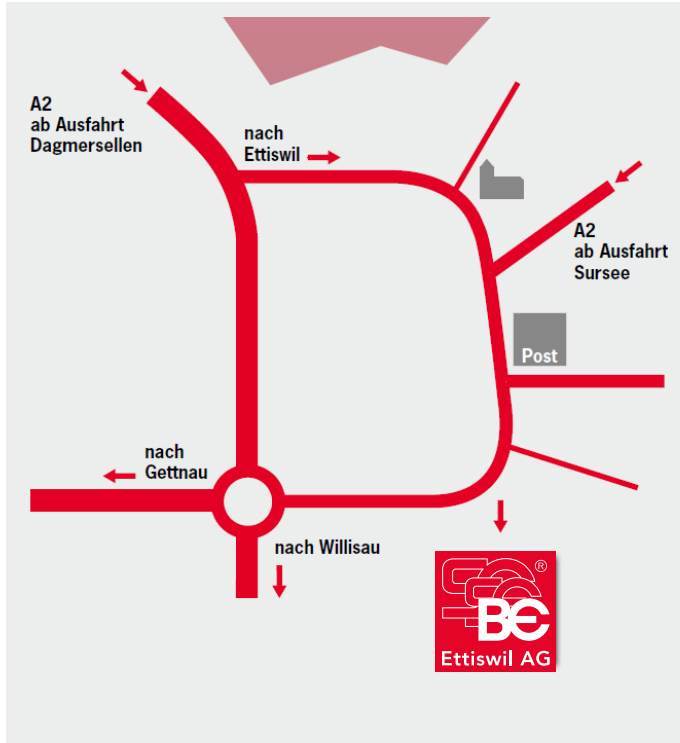 A2
ab Ausfahrt
Dagmersellen
nach
Ettiswil
A2
ab Ausfahrt
Sursee
Post
nach
Gettnau
nach Willisau
®
BE
Ettiswil AG